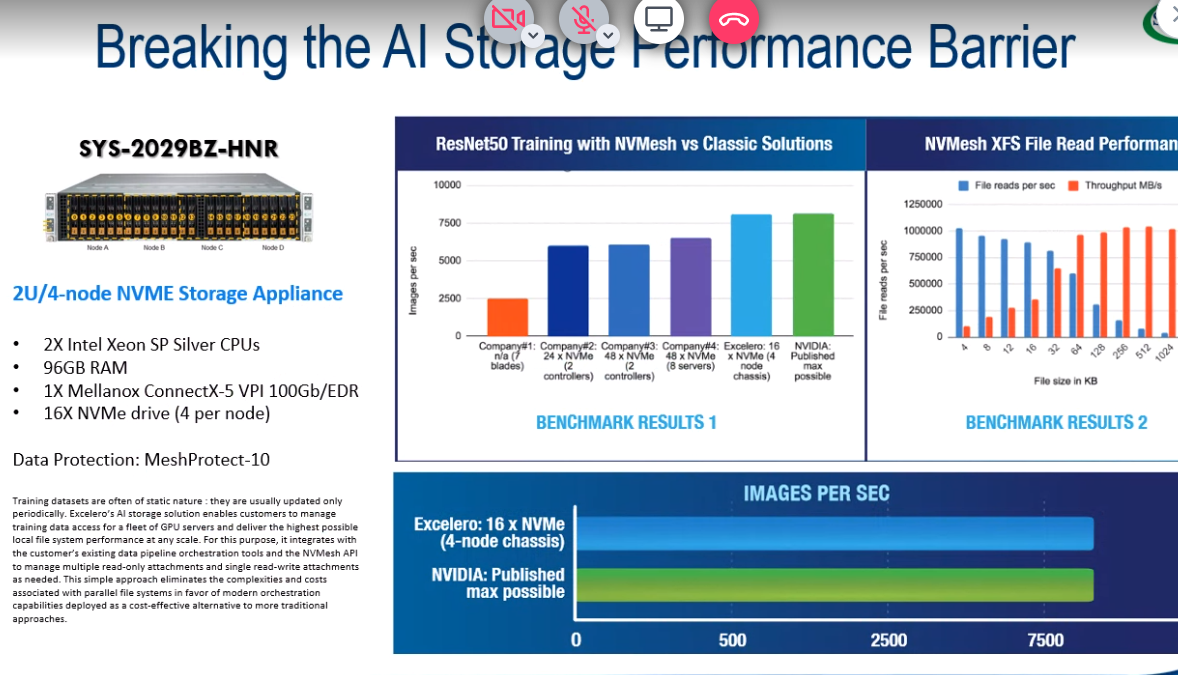 Breaking the AI Storage Performance Barrier
SYS-2029BZ-HNR
Node A Node B Node C Node D
2U/4-node NVME Storage Appliance
• 2X Intel Xeon SP Silver CPUs
• 96GB RAM
• 1X Mellanox ConnectX-5 VPI 100Gb/EDR
• 16X NVMe drive (4 per node)
Data Protection: MeshProtect-10
Training datasets are often of static nature : they are usually updated only
periodically. Excelero's AI storage solution enables customers to manage
training data access for a fleet of GPU servers and deliver the highest possible
local file system performance at any scale. For this purpose, it integrates with
the customer's existing data pipeline orchestration tools and the NVMesh API
to manage multiple read-only attachments and single read-write attachments
as needed. This simple approach eliminates the complexities and costs
associated with parallel file systems in favor of modern orchestration
capabilities deployed as a cost-effective alternative to more traditional
approaches.
ResNet50 Training with NVMesh vs Classic Solutions
10000
7500
5000
2500
0
Images per sec
Company#1:
n/a (7
blades)
Company#2:
24 x NVMe
(2
controllers)
Company#3:
48 x NVMe
(2
controllers)
Company#4:
48 x NVMe
(8 servers)
Excelero: 16
x NVMe (4
node
chassis)
NVIDIA:
Published
max
possible
BENCHMARK RESULTS 1
NVMesh XFS File Read Performan
File reads per sec Throughput MB/s
1250000
1000000
750000
500000
250000
0
File reads per sec
4 8 12 16 32 64 128 256 512 1024
File size in KB
BENCHMARK RESULTS 2
IMAGES PER SEC
Excelero: 16 x NVMe
(4-node chassis)
NVIDIA: Published
max possible
0 500 2500 7500